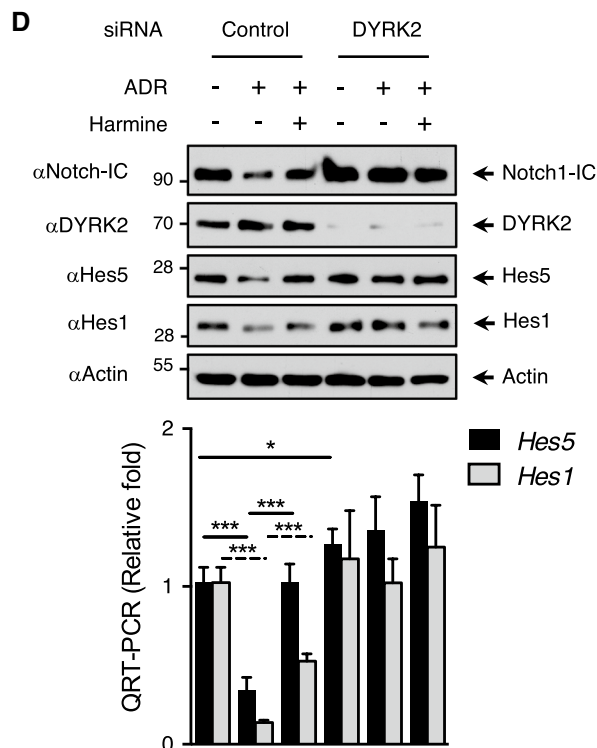 D
siRNA Control DYRK2
ADR - + + - + +
Harmine - - + - - +
αNotch-IC 90 Notch1-IC
αDYRK2 70 DYRK2
αHes5 28 Hes5
αHes1 28 Hes1
αActin 55 Actin
QRT-PCR (Relative fold)
2
1
0
*
***
***
***
***
Hes5
Hes1